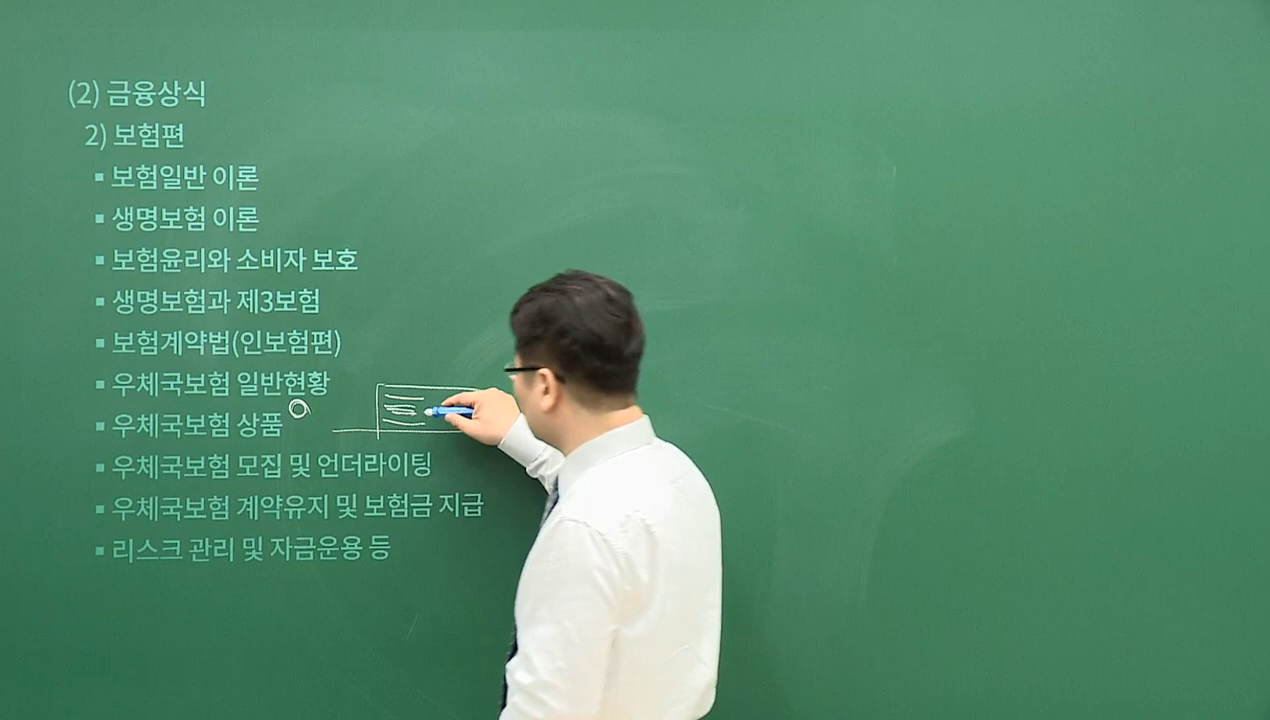 (2) 금융상식
2) 보험편
▪ 보험일반 이론
▪ 생명보험 이론
▪ 보험윤리와 소비자 보호
▪ 생명보험과 제3보험
▪ 보험계약법(인보험편)
▪ 우체국보험 일반현황
▪ 우체국보험 상품
▪ 우체국보험 모집 및 언더라이팅
▪ 우체국보험 계약유지 및 보험금 지급
▪ 리스크 관리 및 자금운용 등